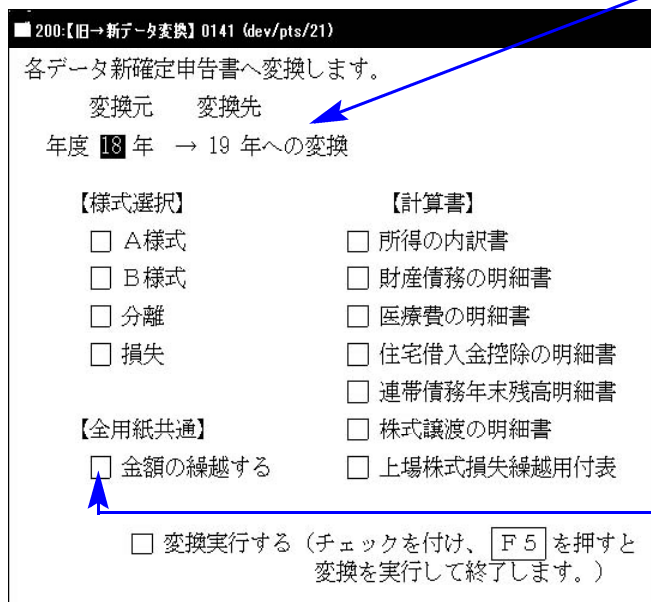 200:【旧→新データ変換】0141 (dev/pts/21)
各データ新確定申告書へ変換します。
変換元 変換先
年度 18 年 → 19 年への変換
【様式選択】
□ A様式
□ B様式
□ 分離
□ 損失
【全用紙共通】
□ 金額の繰越する
【計算書】
□ 所得の内訳書
□ 財産債務の明細書
□ 医療費の明細書
□ 住宅借入金控除の明細書
□ 連帯債務年末残高明細書
□ 株式譲渡の明細書
□ 上場株式損失繰越用付表
□ 変換実行する（チェックを付け、F5を押すと
変換を実行して終了します。）